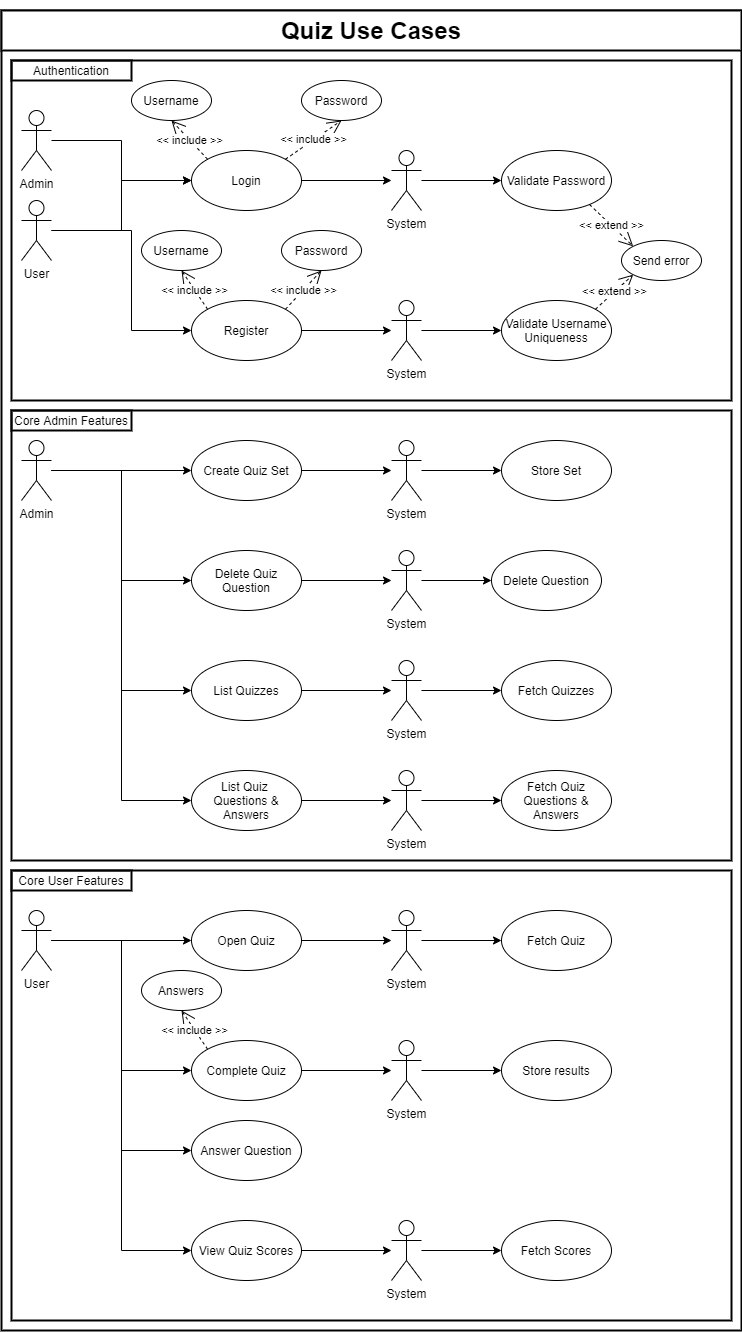 Quiz Use Cases
Authentication
Username
Password
<< include >>
<< include >>
Admin
Login
System
Validate Password
<< extend >>
User
Username
Password
Send error
<< include >>
<< include >>
<< extend >>
Register
System
Validate Username
Uniqueness
Core Admin Features
Admin
Create Quiz Set
System
Store Set
Delete Quiz
Question
System
Delete Question
List Quizzes
System
Fetch Quizzes
List Quiz
Questions &
Answers
System
Fetch Quiz
Questions &
Answers
Core User Features
User
Open Quiz
System
Fetch Quiz
Answers
<< include >>
Complete Quiz
System
Store results
Answer Question
View Quiz Scores
System
Fetch Scores